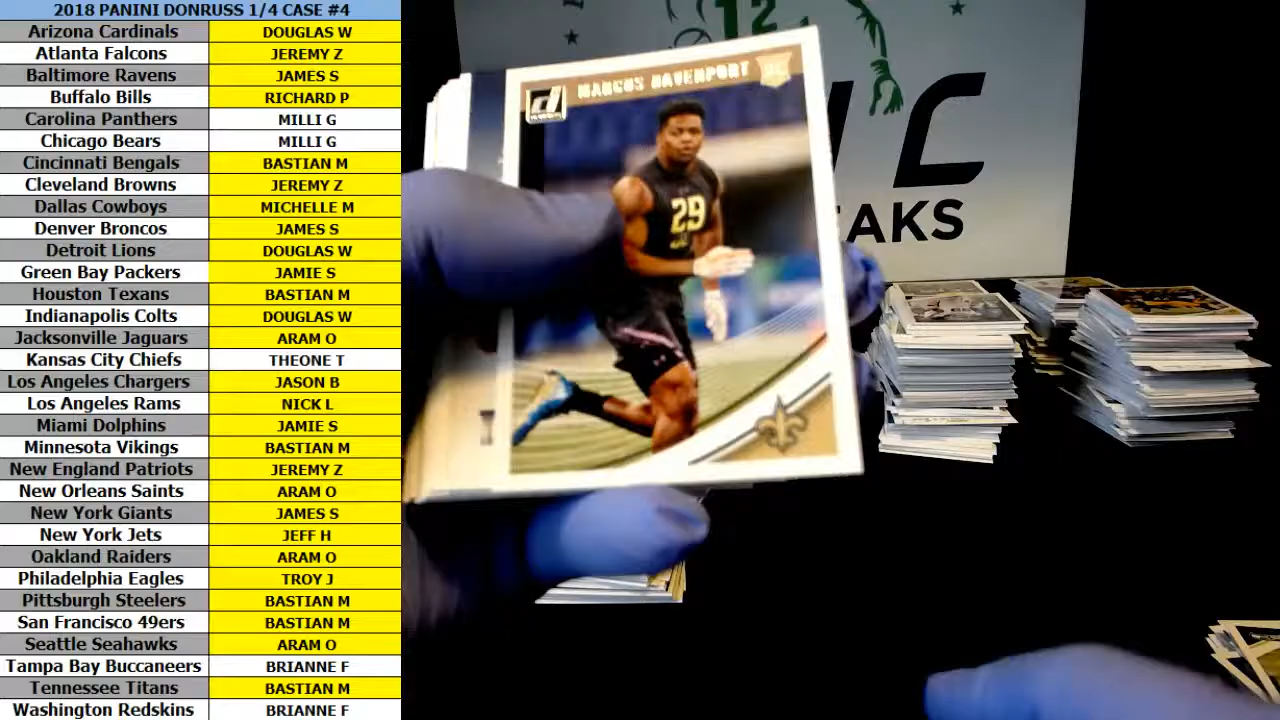 2018 PANINI DONRUSS 1/4 CASE #4
Arizona Cardinals DOUGLAS W
Atlanta Falcons JEREMY Z
Baltimore Ravens JAMES S
Buffalo Bills RICHARD P
Carolina Panthers MILLI G
Chicago Bears MILLI G
Cincinnati Bengals BASTIAN M
Cleveland Browns JEREMY Z
Dallas Cowboys MICHELLE M
Denver Broncos JAMES S
Detroit Lions DOUGLAS W
Green Bay Packers JAMIE S
Houston Texans BASTIAN M
Indianapolis Colts DOUGLAS W
Jacksonville Jaguars ARAM O
Kansas City Chiefs THEONE T
Los Angeles Chargers JASON B
Los Angeles Rams NICK L
Miami Dolphins JAMIE S
Minnesota Vikings BASTIAN M
New England Patriots JEREMY Z
New Orleans Saints ARAM O
New York Giants JAMES S
New York Jets JEFF H
Oakland Raiders ARAM O
Philadelphia Eagles TROY J
Pittsburgh Steelers BASTIAN M
San Francisco 49ers BASTIAN M
Seattle Seahawks ARAM O
Tampa Bay Buccaneers BRIANNE F
Tennessee Titans BASTIAN M
Washington Redskins BRIANNE F
MARCUS DAVENPORT
29
12
C
AKS